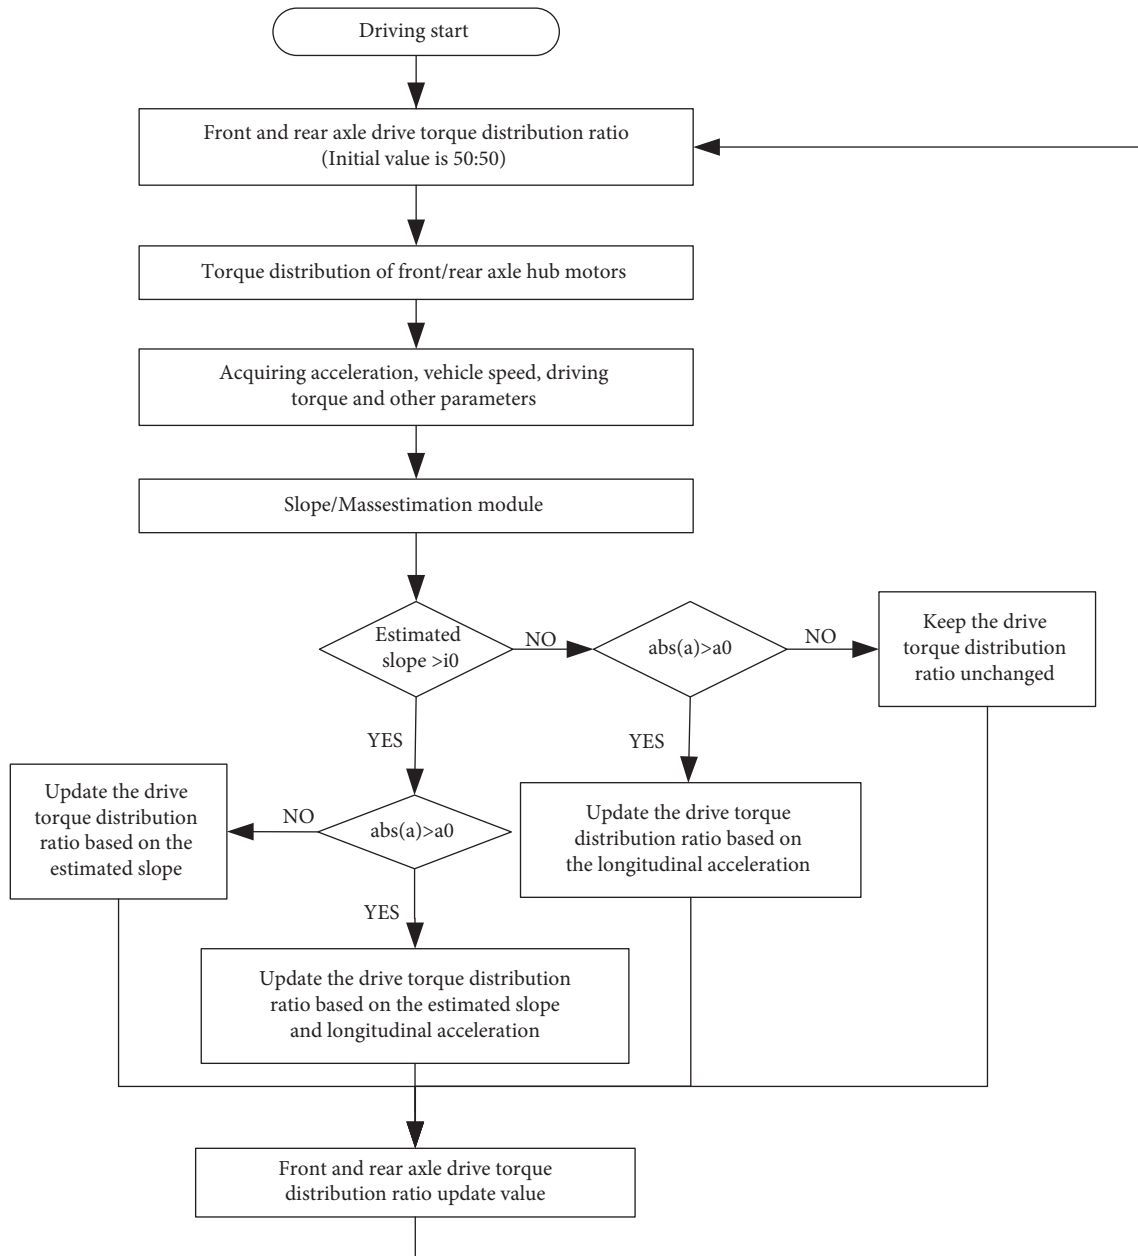 Driving start
Front and rear axle drive torque distribution ratio
(Initial value is 50:50)
Torque distribution of front/rear axle hub motors
Acquiring acceleration, vehicle speed, driving
torque and other parameters
Slope/Massestimation module
Estimated
slope >i0
NO
abs(a)>a0
NO
Keep the drive
torque distribution
ratio unchanged
YES
YES
Update the drive
torque distribution
ratio based on the
estimated slope
NO
abs(a)>a0
Update the drive torque
distribution ratio based on
the longitudinal acceleration
YES
Update the drive torque distribution
ratio based on the estimated slope
and longitudinal acceleration
Front and rear axle drive torque
distribution ratio update value